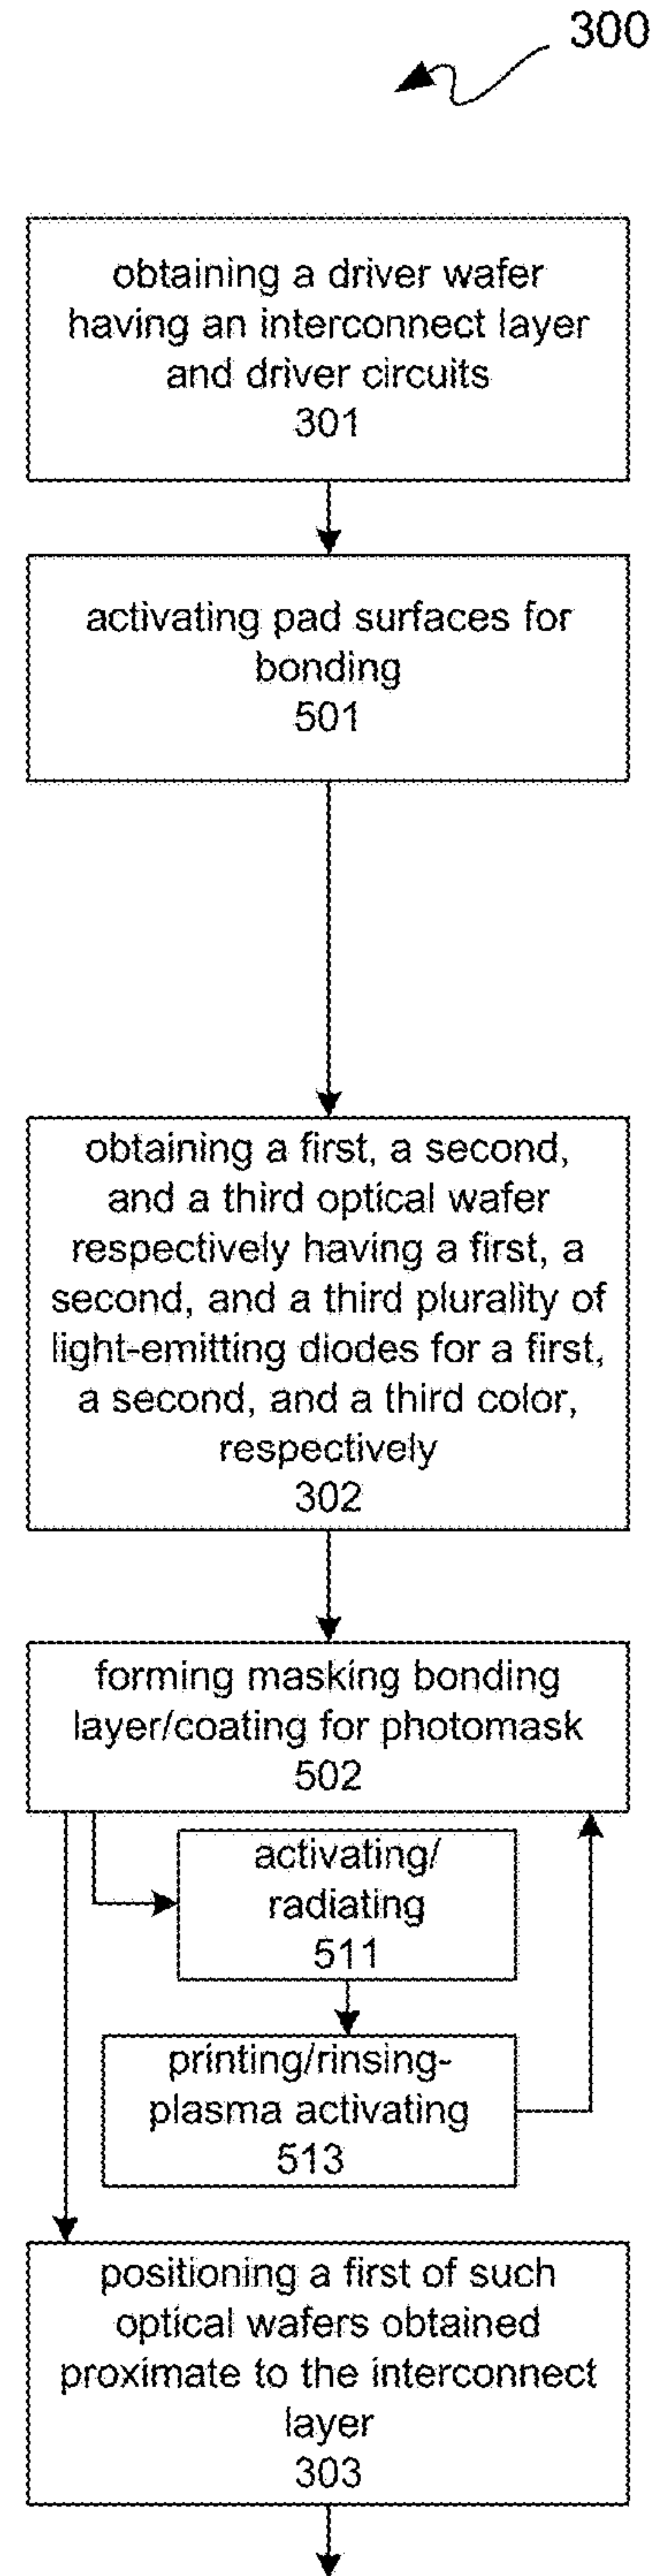 300
obtaining a driver wafer
having an interconnect layer
and driver circuits
301
activating pad surfaces for
bonding
501
obtaining a first, a second,
and a third optical wafer
respectively having a first, a
second, and a third plurality of
light-emitting diodes for a first,
a second, and a third color,
respectively
302
forming masking bonding
layer/coating for photomask
502
activating/
radiating
511
printing/rinsing-
plasma activating
513
positioning a first of such
optical wafers obtained
proximate to the interconnect
layer
303